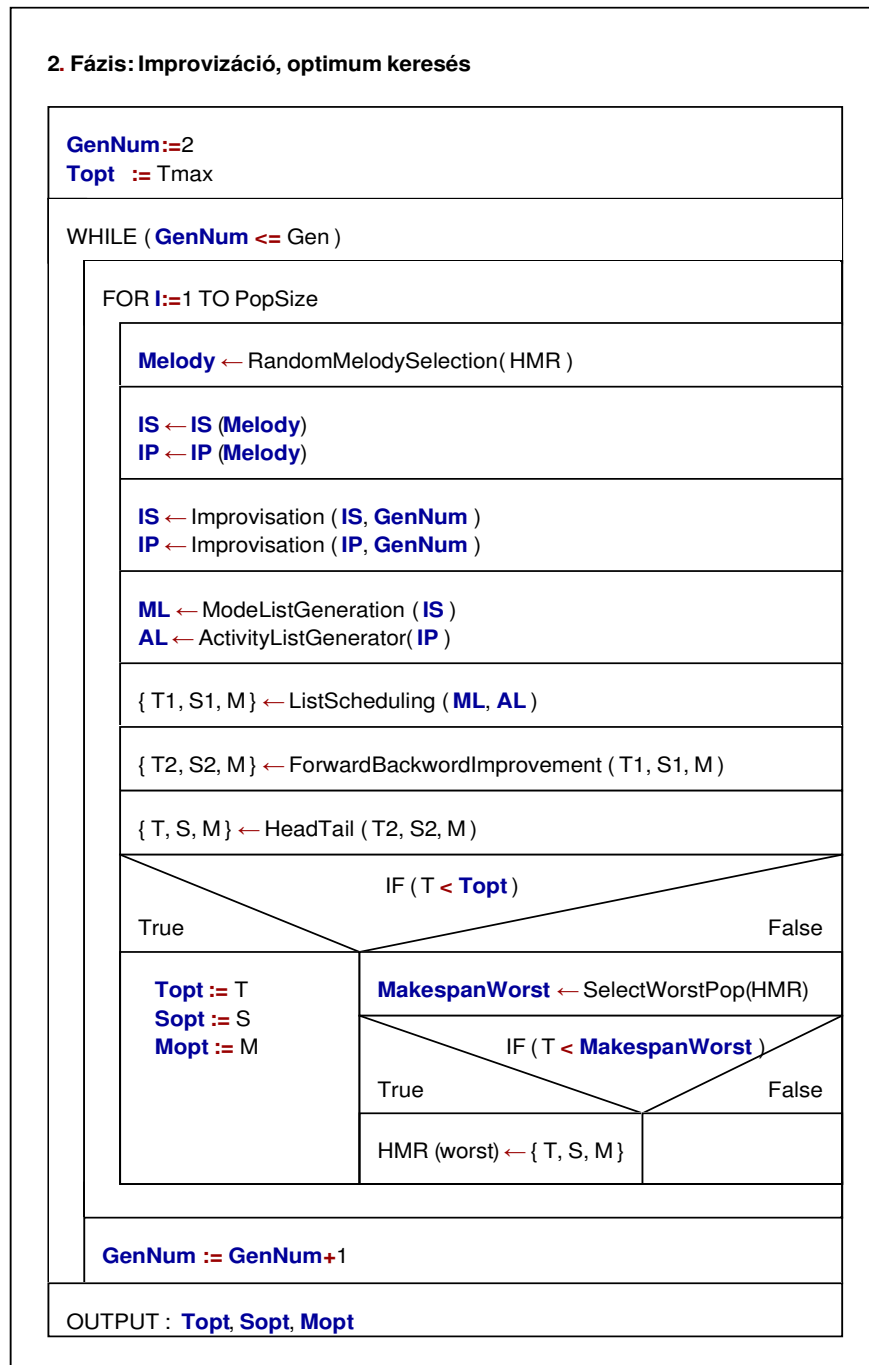 2. Fázis: Improvizáció, optimum keresés
GenNum:=2
Topt := Tmax
WHILE ( GenNum <= Gen )
FOR I:=1 TO PopSize
Melody ← RandomMelodySelection( HMR )
IS ← IS (Melody)
IP ← IP (Melody)
IS ← Improvisation ( IS, GenNum )
IP ← Improvisation ( IP, GenNum )
ML ← ModeListGeneration ( IS )
AL ← ActivityListGenerator( IP )
{ T1, S1, M } ← ListScheduling ( ML, AL )
{ T2, S2, M } ← ForwardBackwordImprovement ( T1, S1, M )
{ T, S, M } ← HeadTail ( T2, S2, M )
IF ( T < Topt )
True False
Topt := T
Sopt := S
Mopt := M
MakespanWorst ← SelectWorstPop(HMR)
IF ( T < MakespanWorst )
True False
HMR (worst) ← { T, S, M }
GenNum := GenNum+1
OUTPUT : Topt, Sopt, Mopt